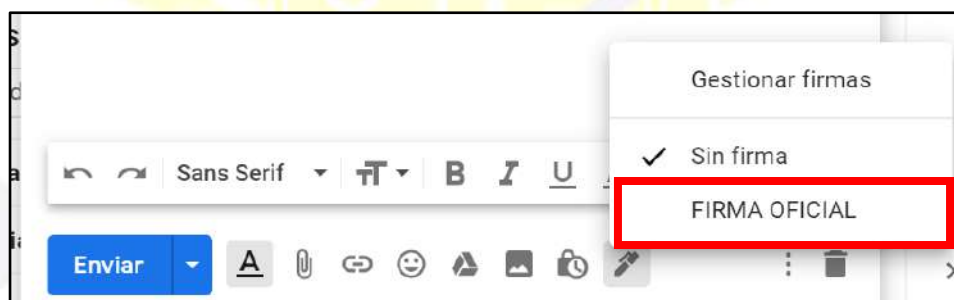 Gestionar firmas
Sin firma
Sans Serif
B I U
FIRMA OFICIAL
Enviar
A